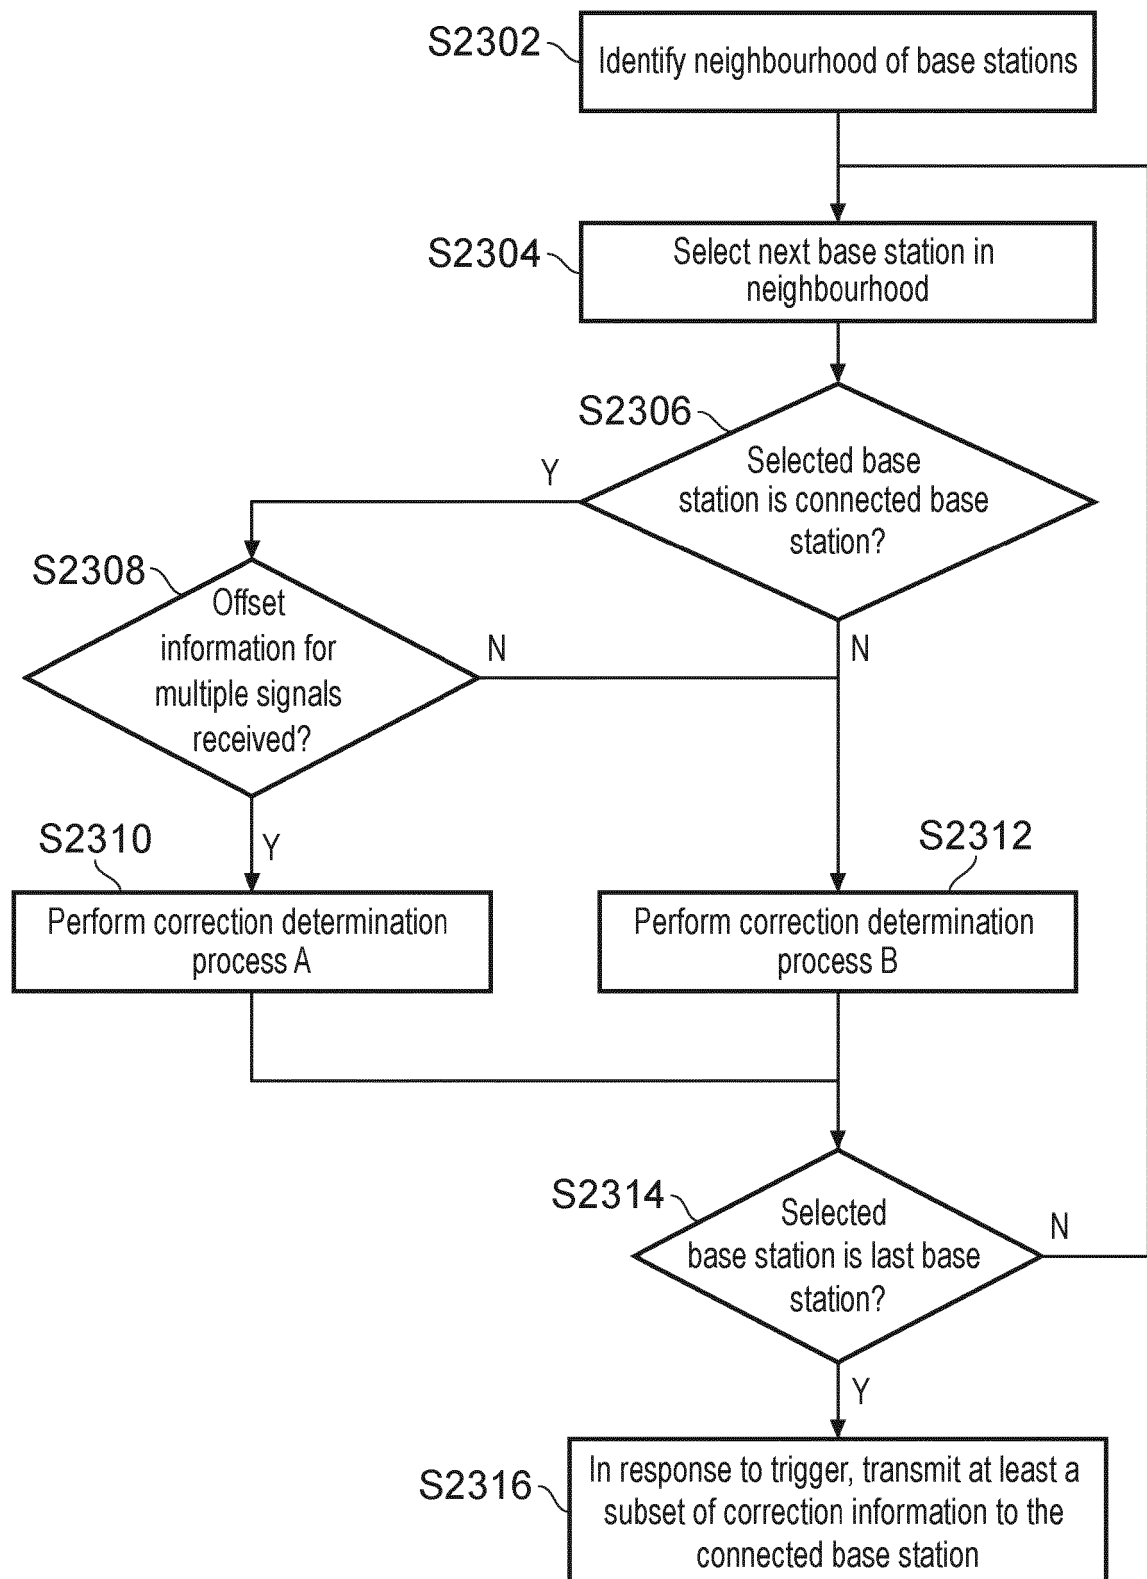 S2302
Identify neighbourhood of base stations
S2304
Select next base station in
neighbourhood
S2306
Selected base
station is connected base
station?
Y
N
S2308
Offset
information for
multiple signals
received?
N
Y
S2310
Perform correction determination
process A
S2312
Perform correction determination
process B
S2314
Selected
base station is last base
station?
N
Y
S2316
In response to trigger, transmit at least a
subset of correction information to the
connected base station